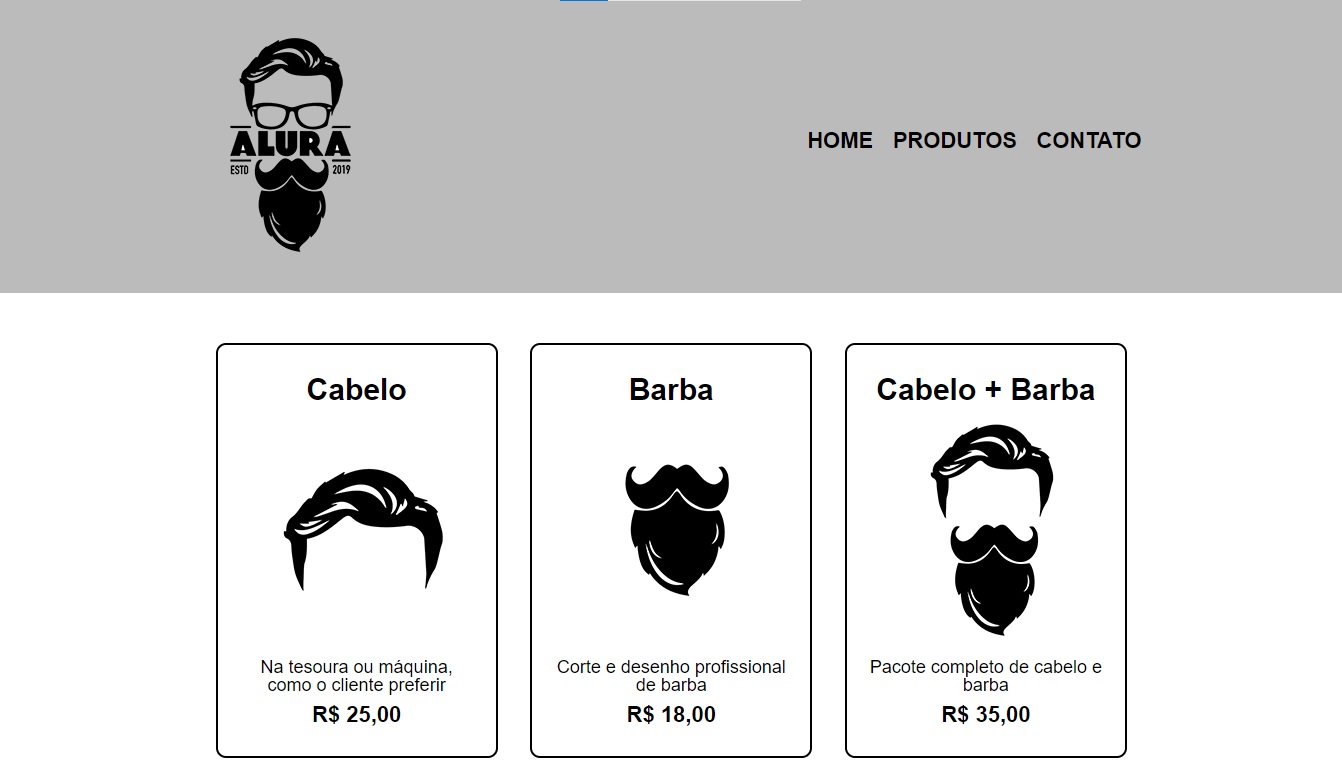 ALURA
ESTD 2019
HOME PRODUTOS CONTATO
Cabelo
Na tesoura ou máquina,
como o cliente preferir
R$ 25,00
Barba
Corte e desenho profissional
de barba
R$ 18,00
Cabelo + Barba
Pacote completo de cabelo e
barba
R$ 35,00